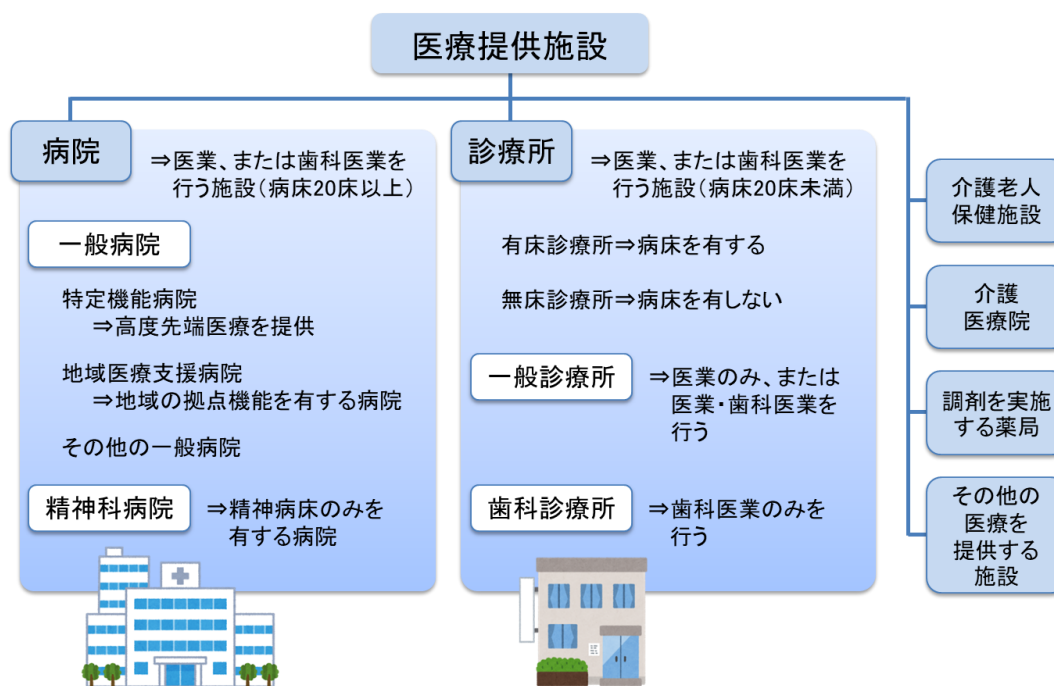 医療提供施設
病院
⇒医業、または歯科医業を
行う施設(病床20床以上)
一般病院
特定機能病院
⇒高度先端医療を提供
地域医療支援病院
⇒地域の拠点機能を有する病院
その他の一般病院
精神科病院
⇒精神病床のみを
有する病院
診療所
⇒医業、または歯科医業を
行う施設(病床20床未満)
有床診療所⇒病床を有する
無床診療所⇒病床を有しない
一般診療所
⇒医業のみ、または
医業・歯科医業を
行う
歯科診療所
⇒歯科医業のみを
行う
介護老人
保健施設
介護
医療院
調剤を実施
する薬局
その他の
医療を
提供する
施設